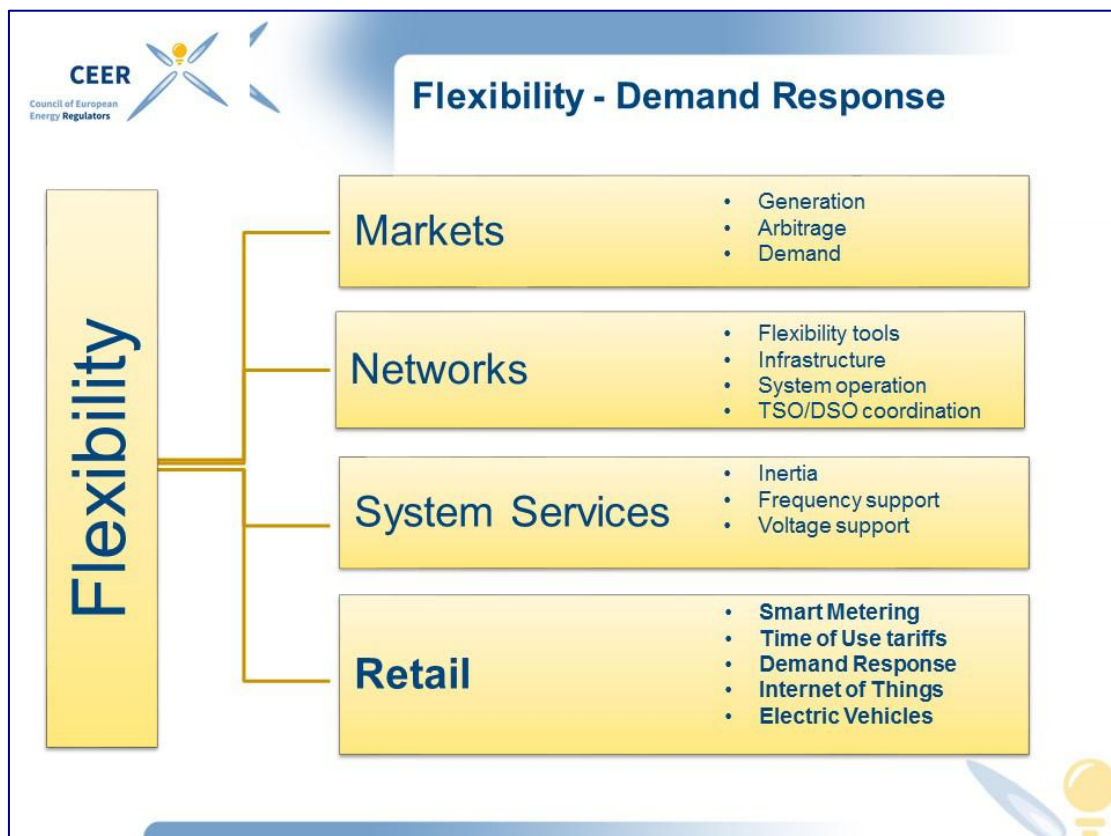 CEER
Council of European
Energy Regulators
Flexibility - Demand Response
Flexibility
Markets
• Generation
• Arbitrage
• Demand
Networks
• Flexibility tools
• Infrastructure
• System operation
• TSO/DSO coordination
System Services
• Inertia
• Frequency support
• Voltage support
Retail
• Smart Metering
• Time of Use tariffs
• Demand Response
• Internet of Things
• Electric Vehicles